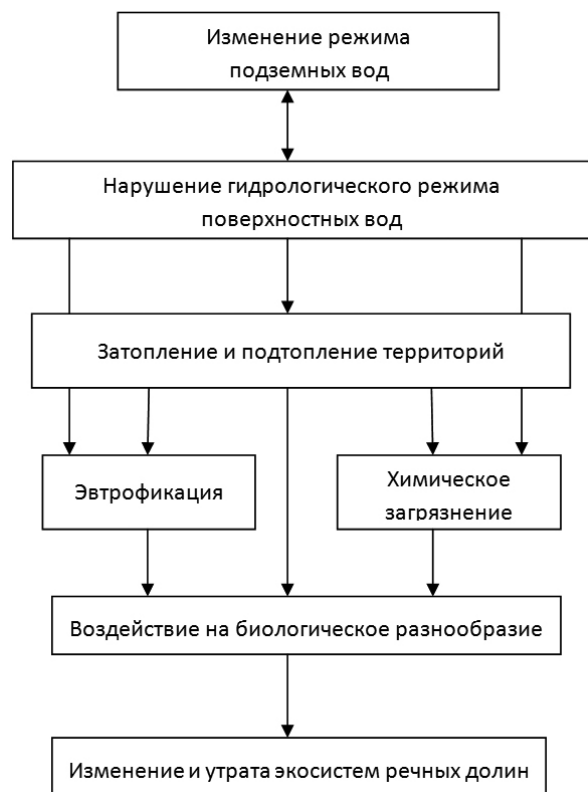 Изменение режима
подземных вод
Нарушение гидрологического режима
поверхностных вод
Затопление и подтопление территорий
Эвтрофикация
Химическое
загрязнение
Воздействие на биологическое разнообразие
Изменение и утрата экосистем речных долин